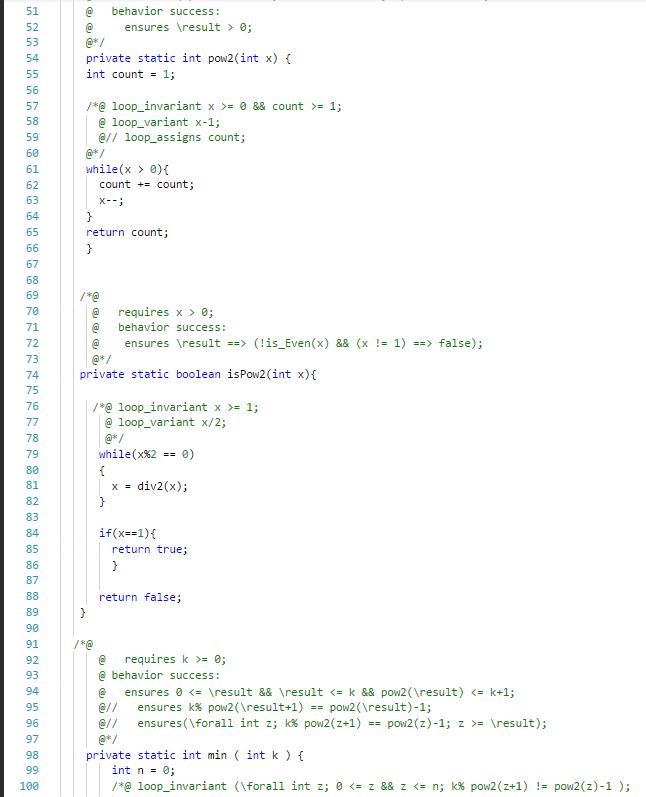 51 @ behavior success:
52 @ ensures \result > 0;
53 @*/
54 private static int pow2(int x) {
55 int count = 1;
56
57 /*@ loop_invariant x >= 0 && count >= 1;
58 @ loop_variant x-1;
59 @// loop_assigns count;
60 @*/
61 while(x > 0){
62 count += count;
63 x--;
64 }
65 return count;
66 }
67
68
69 /*@
70 @ requires x > 0;
71 @ behavior success:
72 @ ensures \result ==> (!is_Even(x) && (x != 1) ==> false);
73 @*/
74 private static boolean isPow2(int x){
75
76 /*@ loop_invariant x >= 1;
77 @ loop_variant x/2;
78 @*/
79 while(x%2 == 0)
80 {
81 x = div2(x);
82 }
83
84 if(x==1){
85 return true;
86 }
87
88 return false;
89 }
90
91 /*@
92 @ requires k >= 0;
93 @ behavior success:
94 @ ensures 0 <= \result && \result <= k && pow2(\result) <= k+1;
95 @// ensures k% pow2(\result+1) == pow2(\result)-1;
96 @// ensures(\forall int z; k% pow2(z+1) == pow2(z)-1; z >= \result);
97 @*/
98 private static int min ( int k ) {
99 int n = 0;
100 /*@ loop_invariant (\forall int z; 0 <= z && z <= n; k% pow2(z+1) != pow2(z)-1 );